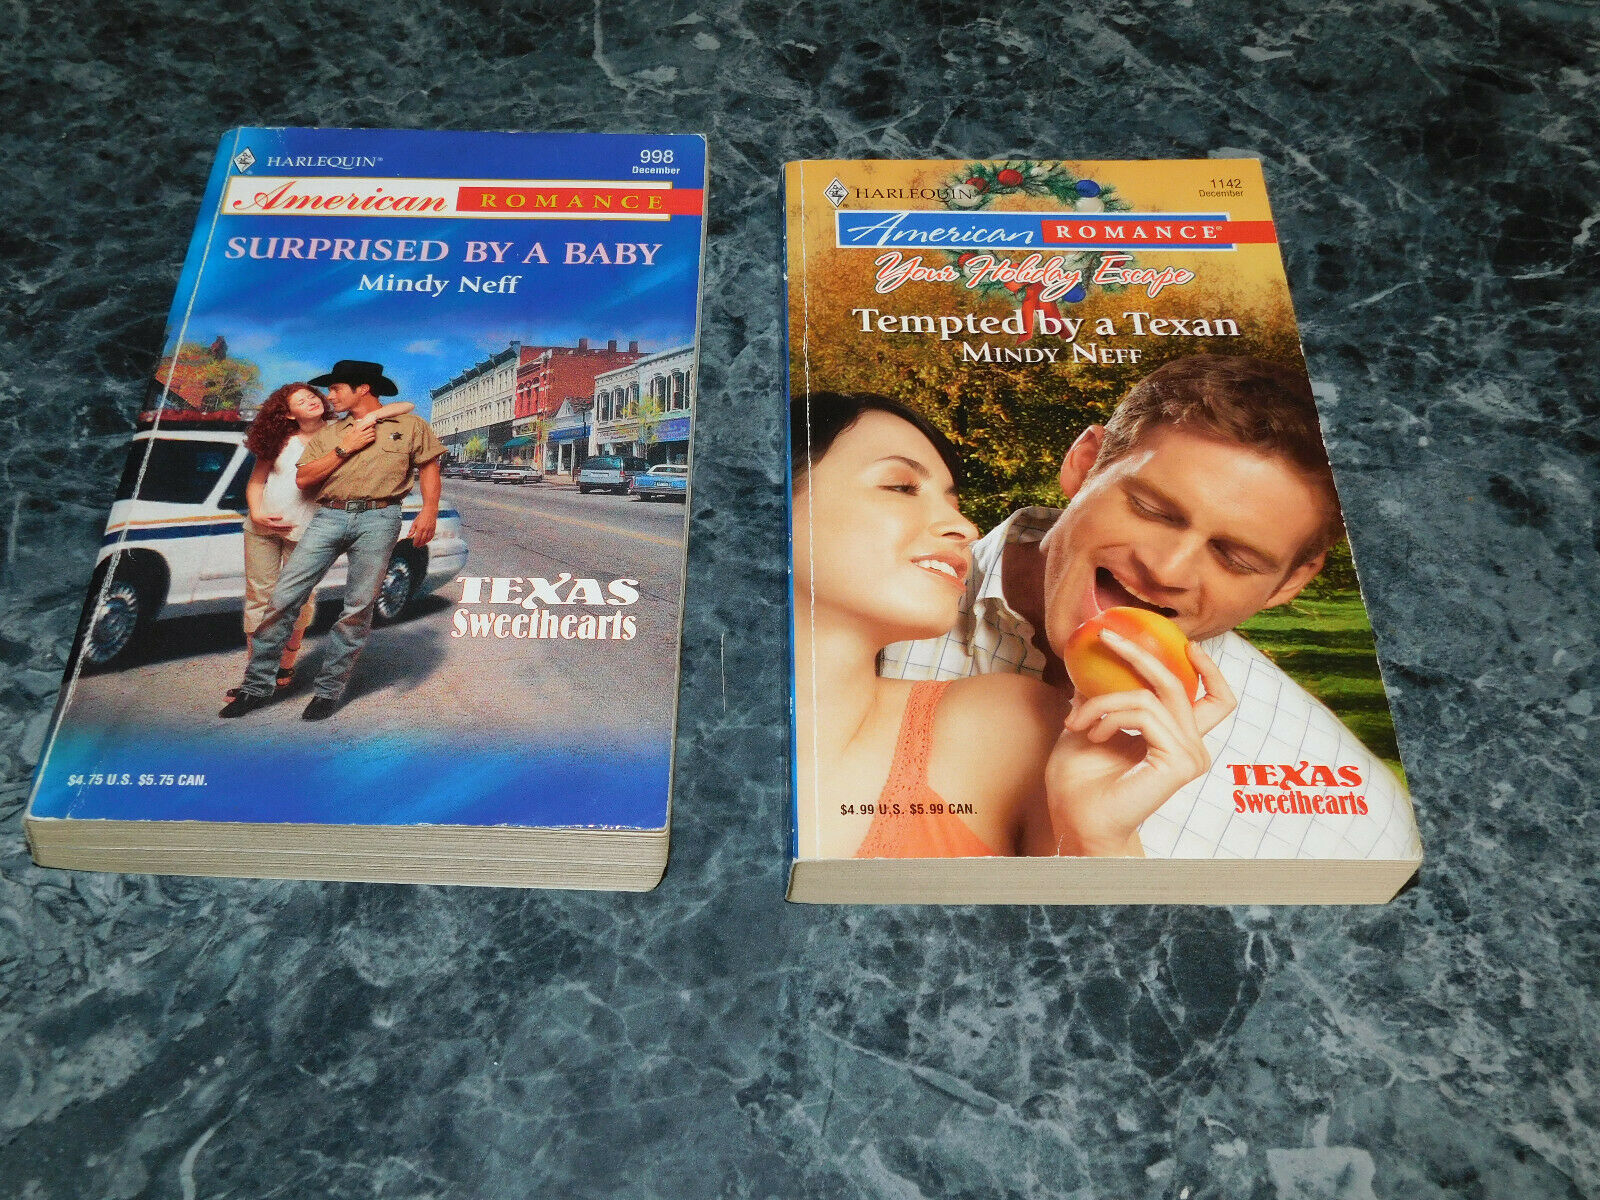 HARLEQUIN®
998
December
American ROMANCE
SURPRISED BY A BABY
Mindy Neff
TEXAS
Sweethearts
$4.75 U.S. $5.75 CAN.
HARLEQUIN®
1142
December
American ROMANCE®
Your Holiday Escape
Tempted by a Texan
MINDY NEFF
TEXAS
Sweethearts
$4.99 U.S. $5.99 CAN.